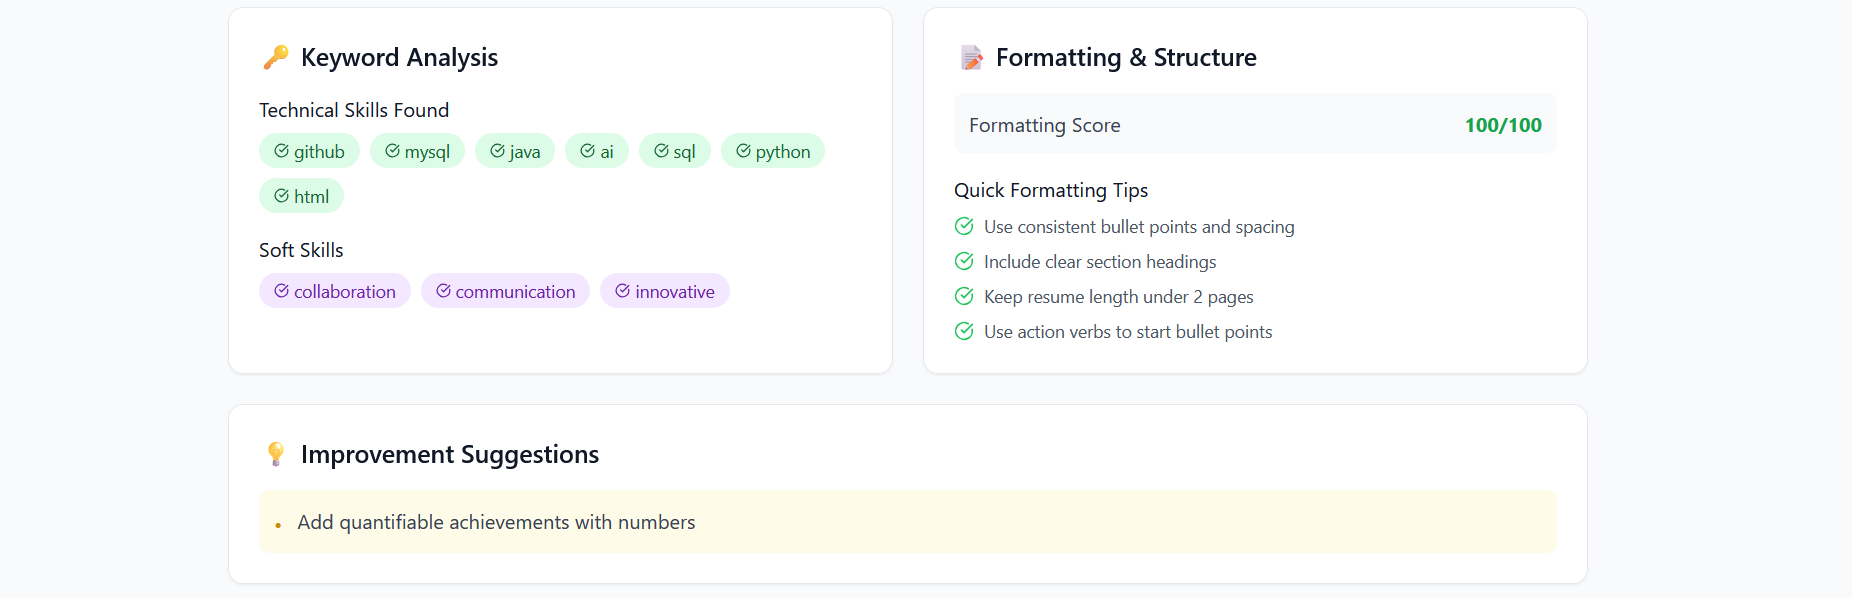 Keyword Analysis
Technical Skills Found
github mysql java ai sql python
html
Soft Skills
collaboration communication innovative
Formatting & Structure
Formatting Score 100/100
Quick Formatting Tips
Use consistent bullet points and spacing
Include clear section headings
Keep resume length under 2 pages
Use action verbs to start bullet points
Improvement Suggestions
• Add quantifiable achievements with numbers